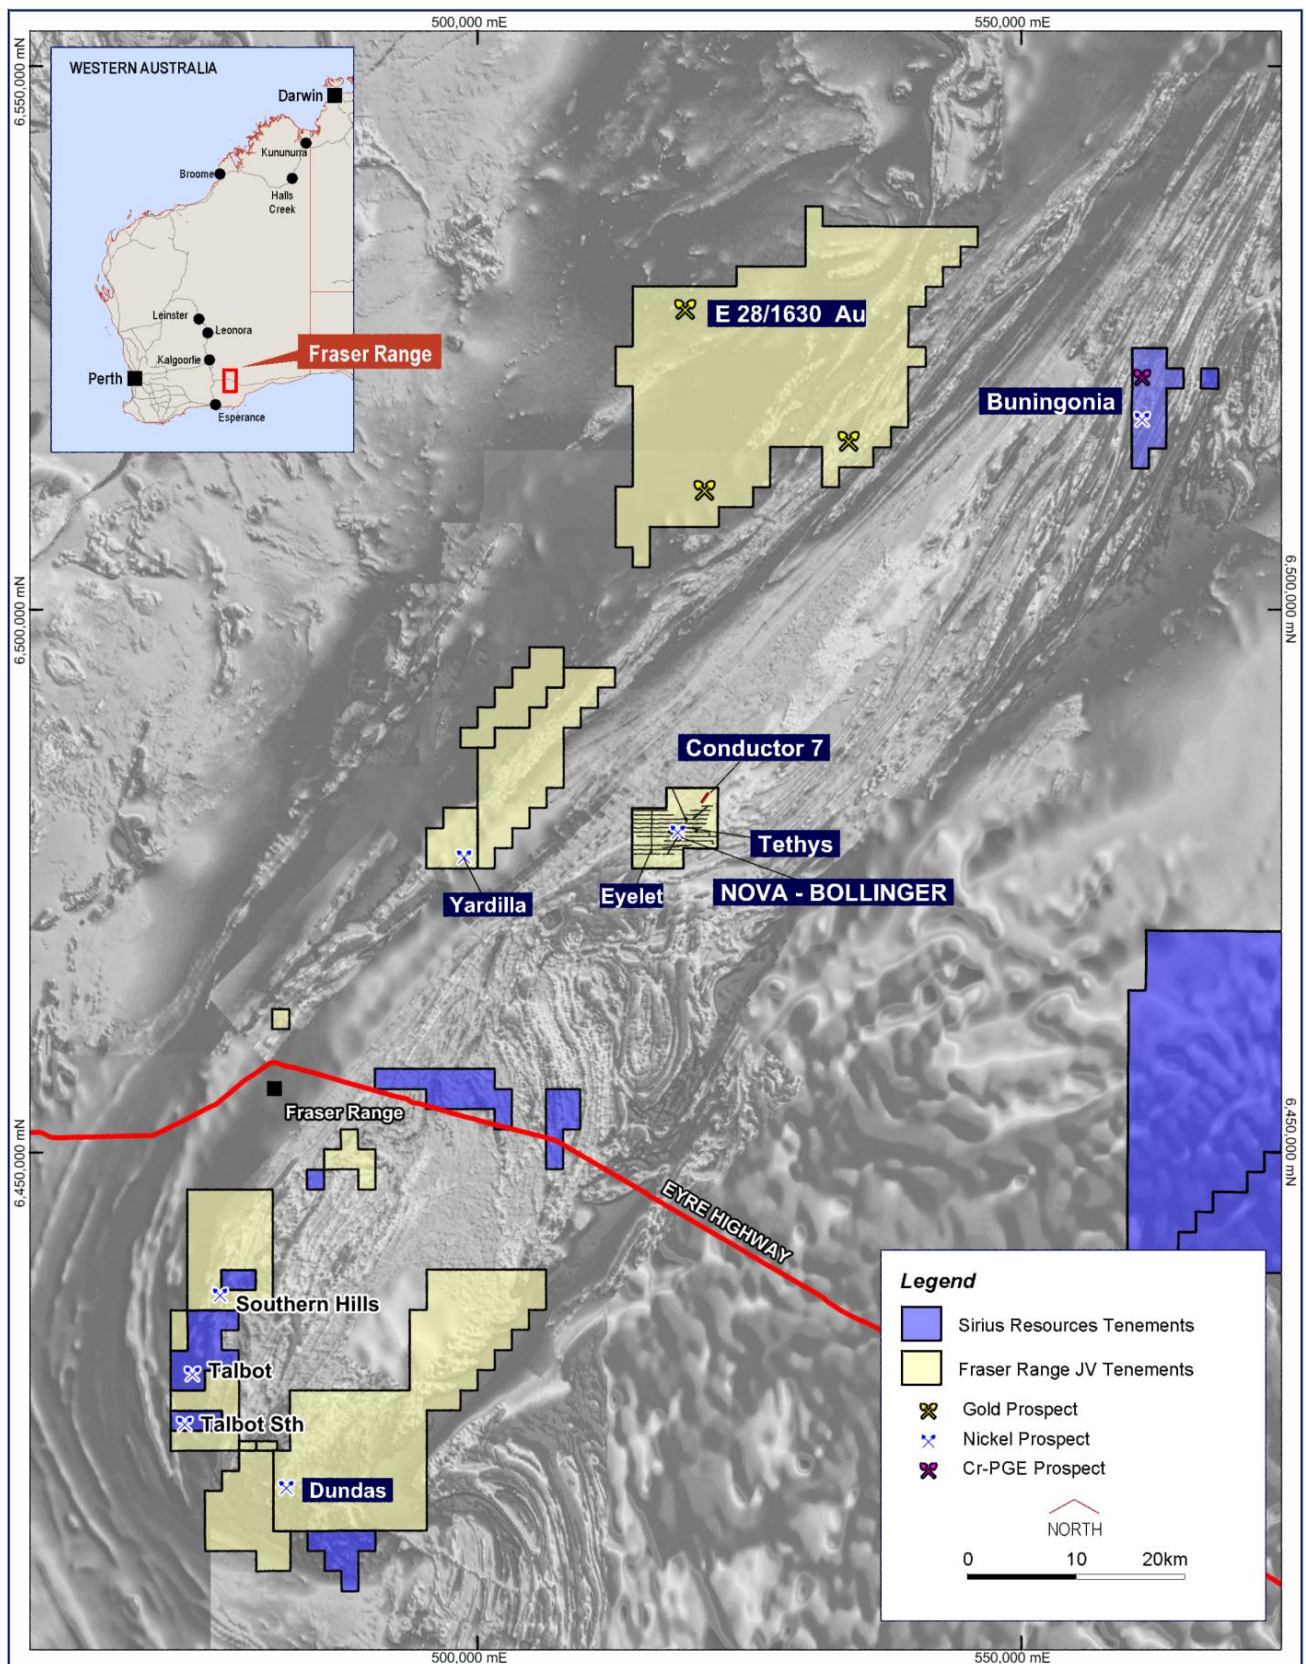 500,000 mE
550,000 mE
6,550,000 mN
WESTERN AUSTRALIA
Darwin
Kununurra
Broome
Halls
Creek
Leinster
Leonora
Kalgoorlie
Fraser Range
Perth
Esperance
E 28/1630 Au
Buningonia
6,500,000 mN
6,500,000 mN
Conductor 7
Tethys
Eyelet
NOVA - BOLLINGER
Yardilla
Fraser Range
6,450,000 mN
6,450,000 mN
EYRE HIGHWAY
Southern Hills
Talbot
Talbot Sth
Dundas
Legend
Sirius Resources Tenements
Fraser Range JV Tenements
Gold Prospect
Nickel Prospect
Cr-PGE Prospect
NORTH
0 10 20km
500,000 mE
550,000 mE